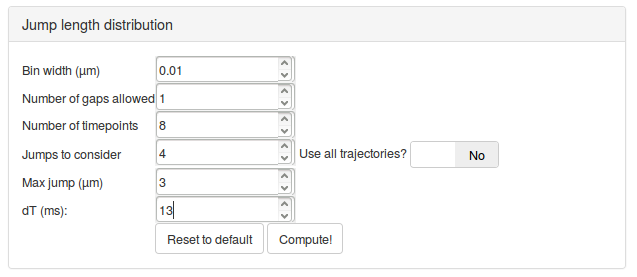 Jump length distribution
Bin width (µm) 0.01
Number of gaps allowed 1
Number of timepoints 8
Jumps to consider 4 Use all trajectories? No
Max jump (µm) 3
dT (ms): 13
Reset to default Compute!